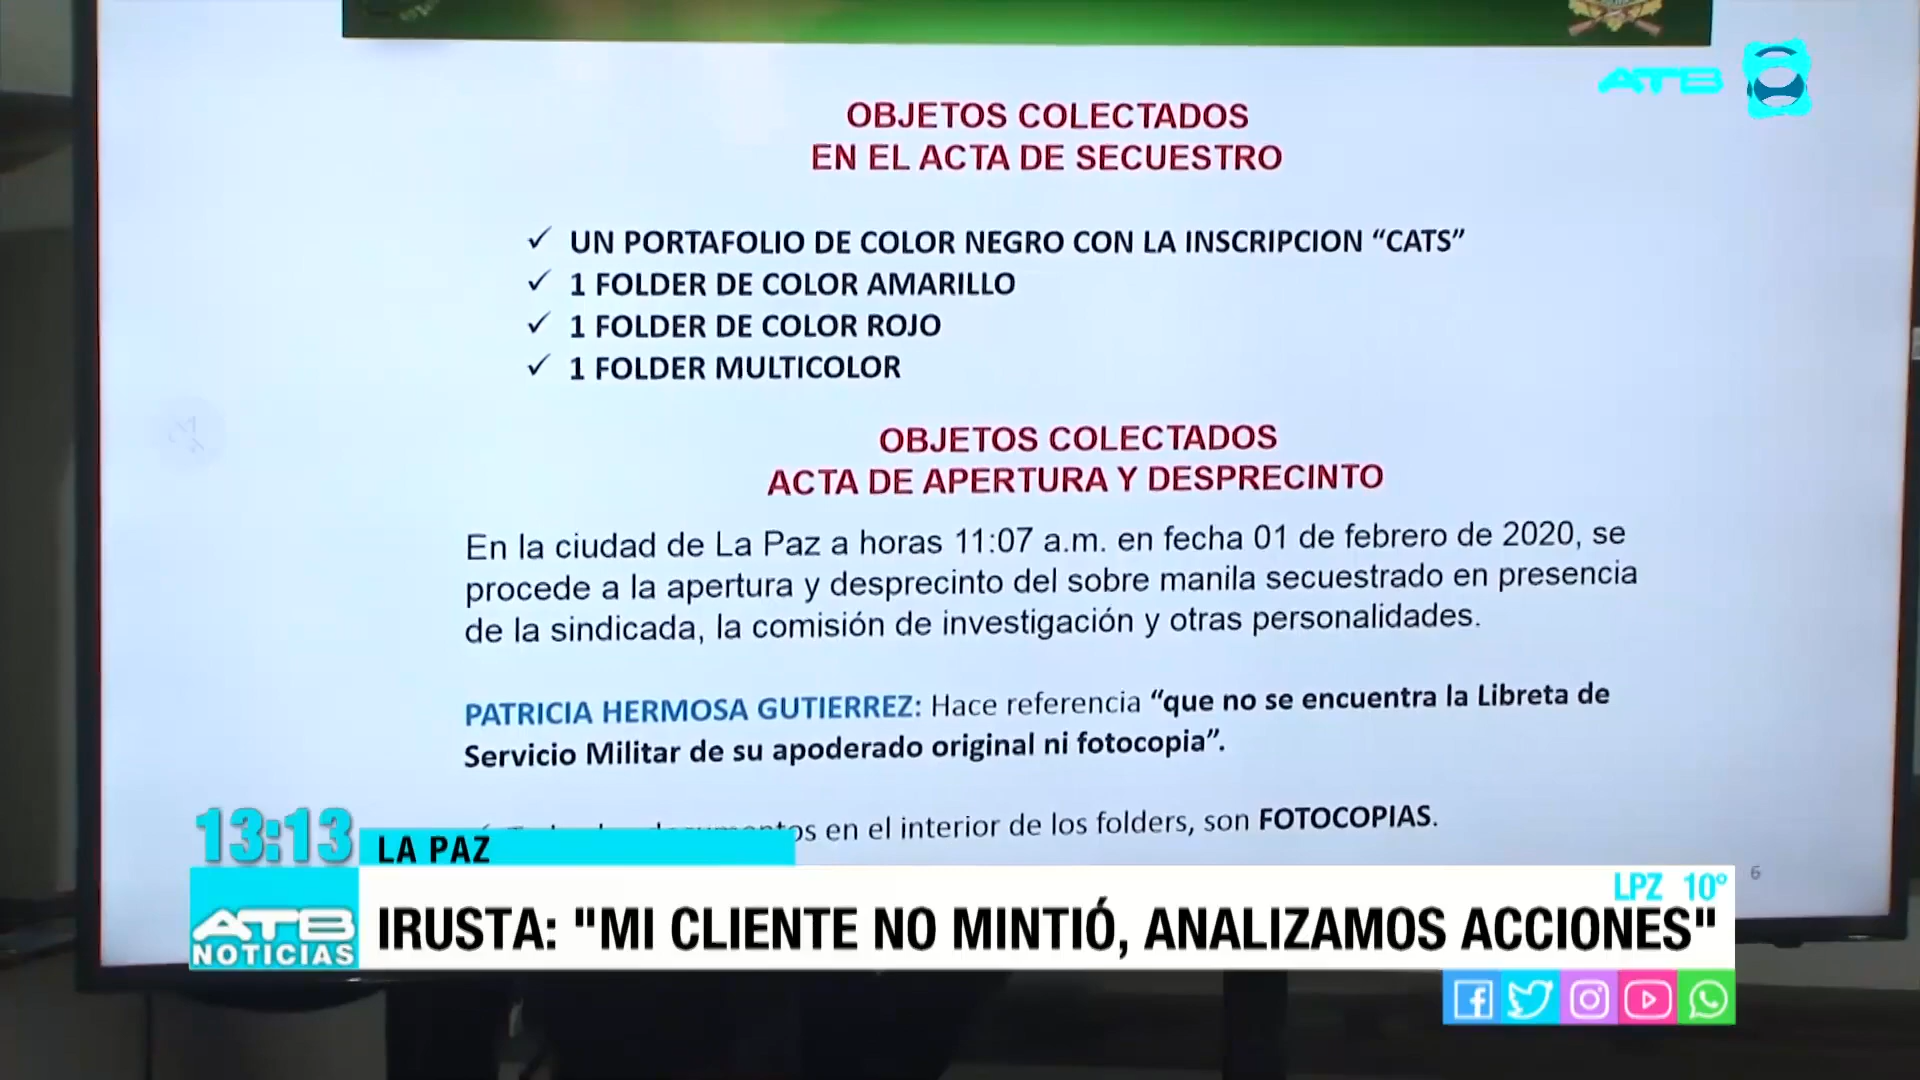 ATB
OBJETOS COLECTADOS
EN EL ACTA DE SECUESTRO
✓ UN PORTAFOLIO DE COLOR NEGRO CON LA INSCRIPCION “CATS”
✓ 1 FOLDER DE COLOR AMARILLO
✓ 1 FOLDER DE COLOR ROJO
✓ 1 FOLDER MULTICOLOR
OBJETOS COLECTADOS
ACTA DE APERTURA Y DESPRECINTO
En la ciudad de La Paz a horas 11:07 a.m. en fecha 01 de febrero de 2020, se
procede a la apertura y desprecinto del sobre manila secuestrado en presencia
de la sindicada, la comisión de investigación y otras personalidades.
PATRICIA HERMOSA GUTIERREZ: Hace referencia “que no se encuentra la Libreta de
Servicio Militar de su apoderado original ni fotocopia”.
en el interior de los folders, son FOTOCOPIAS.
6
13:13
LA PAZ
LPZ 10°
ATB
NOTICIAS
IRUSTA: "MI CLIENTE NO MINTIÓ, ANALIZAMOS ACCIONES"